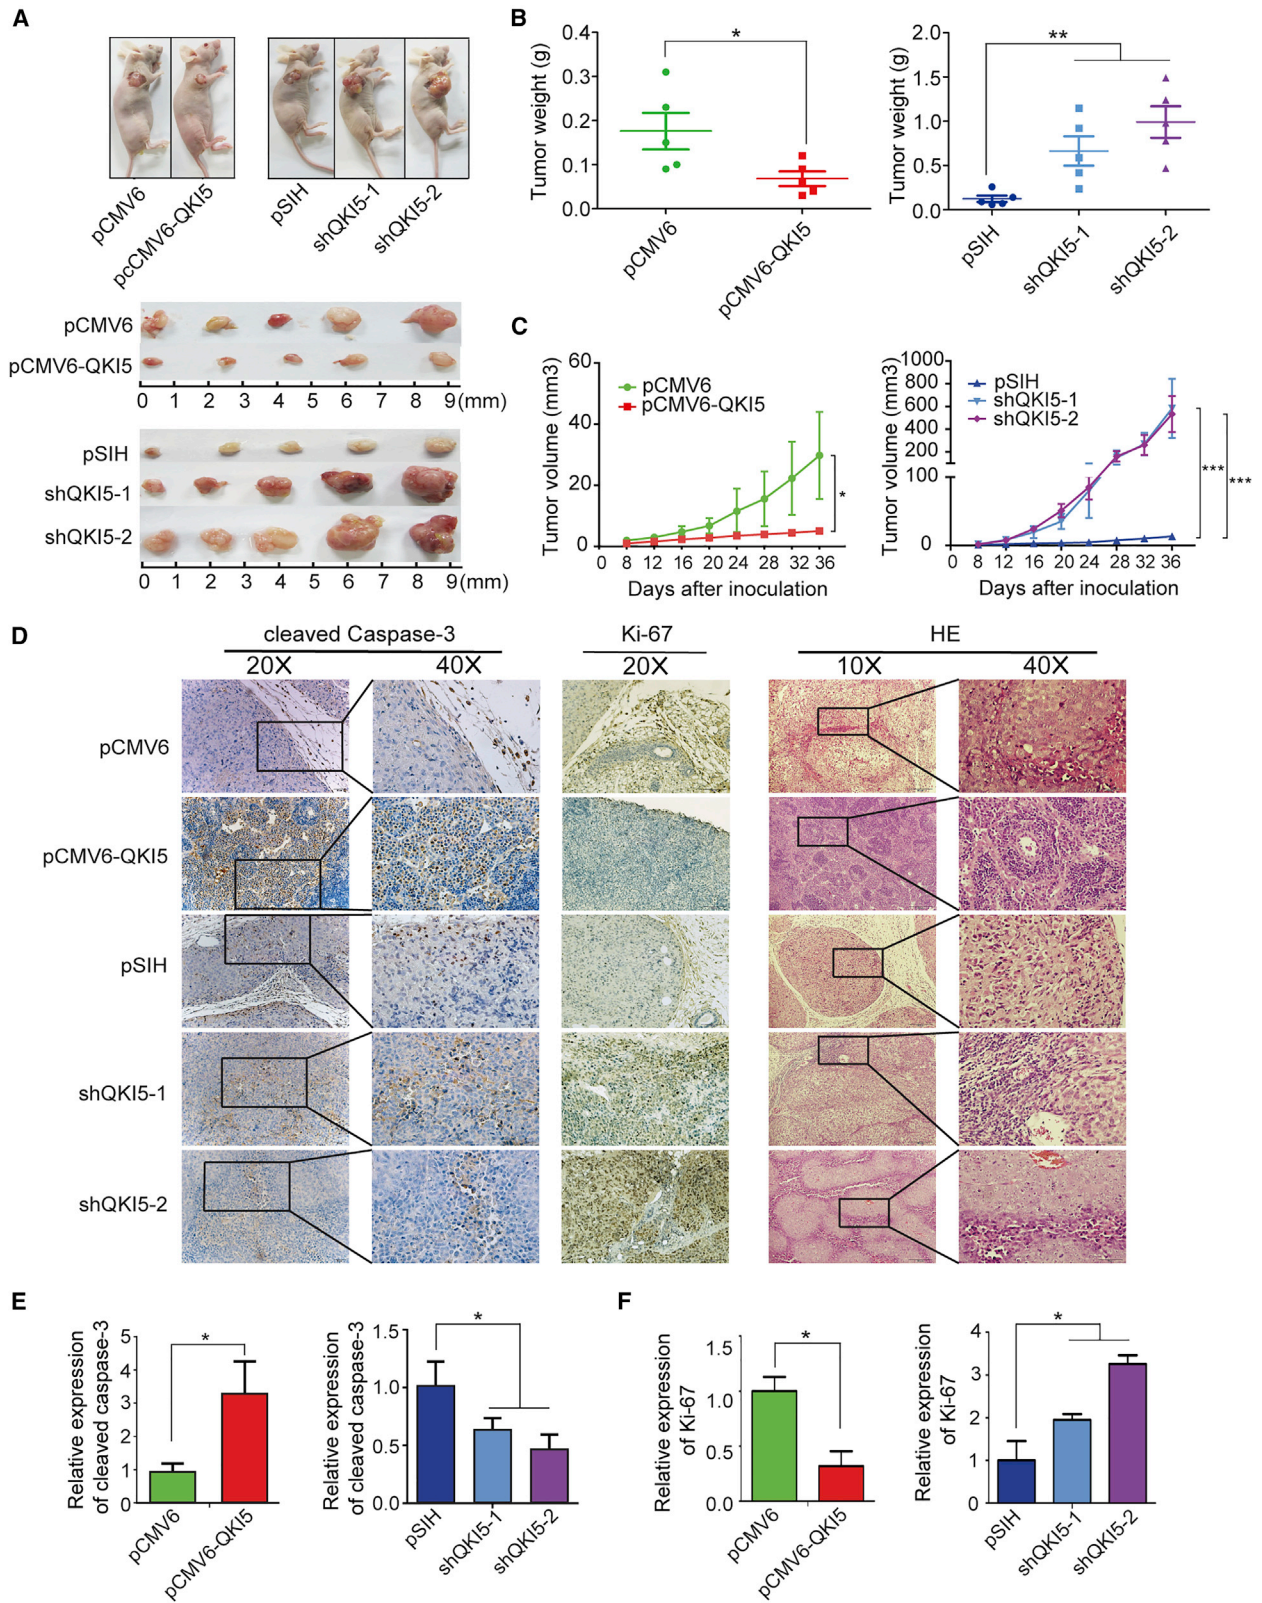 A
pCMV6
pcCMV6-QKI5
pSIH
shQKI5-1
shQKI5-2
pCMV6
pCMV6-QKI5
0 1 2 3 4 5 6 7 8 9(mm)
pSIH
shQKI5-1
shQKI5-2
0 1 2 3 4 5 6 7 8 9(mm)
B
Tumor weight (g)
0.4
0.3
0.2
0.1
0.0
*
pCMV6
pCMV6-QKI5
Tumor weight (g)
2.0
1.5
1.0
0.5
0.0
**
pSIH
shQKI5-1
shQKI5-2
C
Tumor volume (mm3)
60
40
20
0
pCMV6
pCMV6-QKI5
*
0 8 12 16 20 24 28 32 36
Days after inoculation
Tumor volume (mm3)
1000
800
600
400
200
100
0
pSIH
shQKI5-1
shQKI5-2
***
***
0 8 12 16 20 24 28 32 36
Days after inoculation
D
cleaved Caspase-3 Ki-67 HE
20X 40X 20X 10X 40X
pCMV6
pCMV6-QKI5
pSIH
shQKI5-1
shQKI5-2
E
Relative expression
of cleaved caspase-3
5
4
3
2
1
0
*
pCMV6
pCMV6-QKI5
Relative expression
of cleaved caspase-3
1.5
1.0
0.5
0.0
*
pSIH
shQKI5-1
shQKI5-2
F
Relative expression
of Ki-67
1.5
1.0
0.5
0.0
*
pCMV6
pCMV6-QKI5
Relative expression
of Ki-67
4
3
2
1
0
*
pSIH
shQKI5-1
shQKI5-2